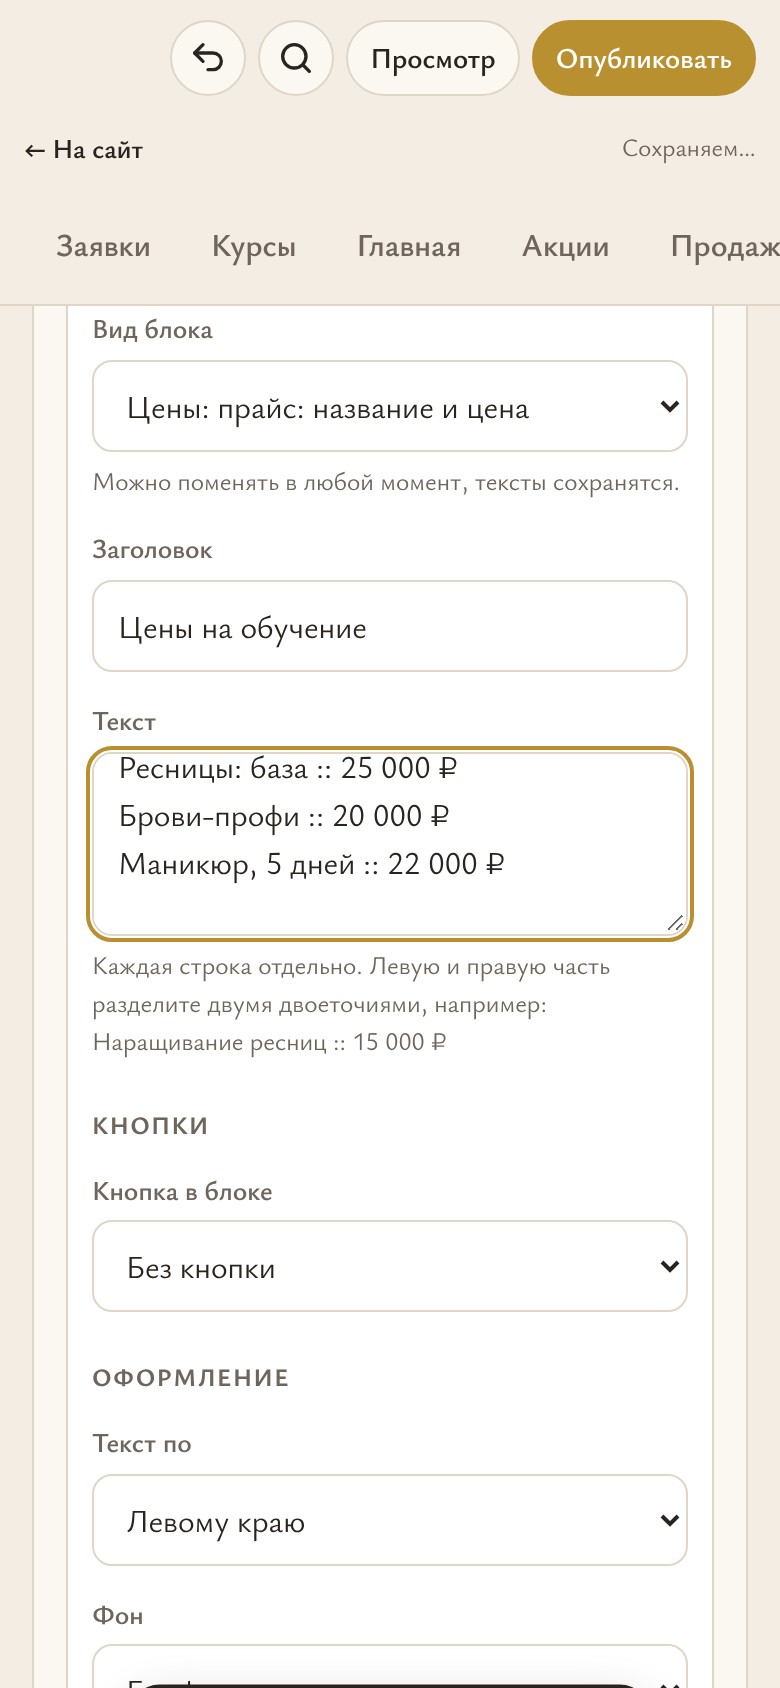 Просмотр
Опубликовать
← На сайт
Сохраняем...
Заявки Курсы Главная Акции Продаж
Вид блока
Цены: прайс: название и цена
Можно поменять в любой момент, тексты сохранятся.
Заголовок
Цены на обучение
Текст
Ресницы: база :: 25 000 ₽
Брови-профи :: 20 000 ₽
Маникюр, 5 дней :: 22 000 ₽
Каждая строка отдельно. Левую и правую часть
разделите двумя двоеточиями, например:
Наращивание ресниц :: 15 000 ₽
КНОПКИ
Кнопка в блоке
Без кнопки
ОФОРМЛЕНИЕ
Текст по
Левому краю
Фон